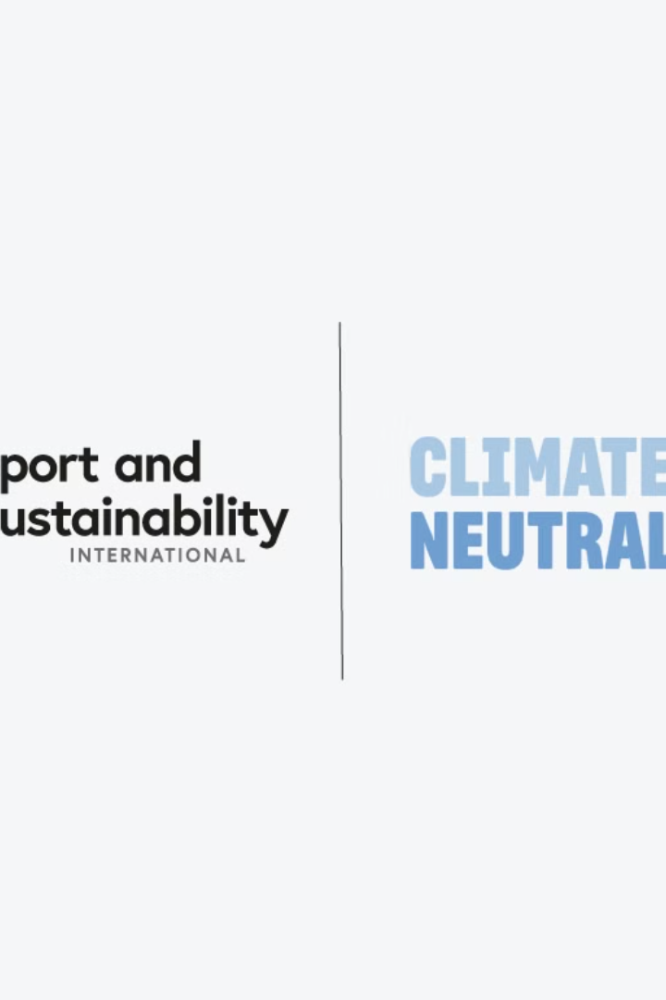 port and
ustainability
INTERNATIONAL
CLIMATE
NEUTRAL